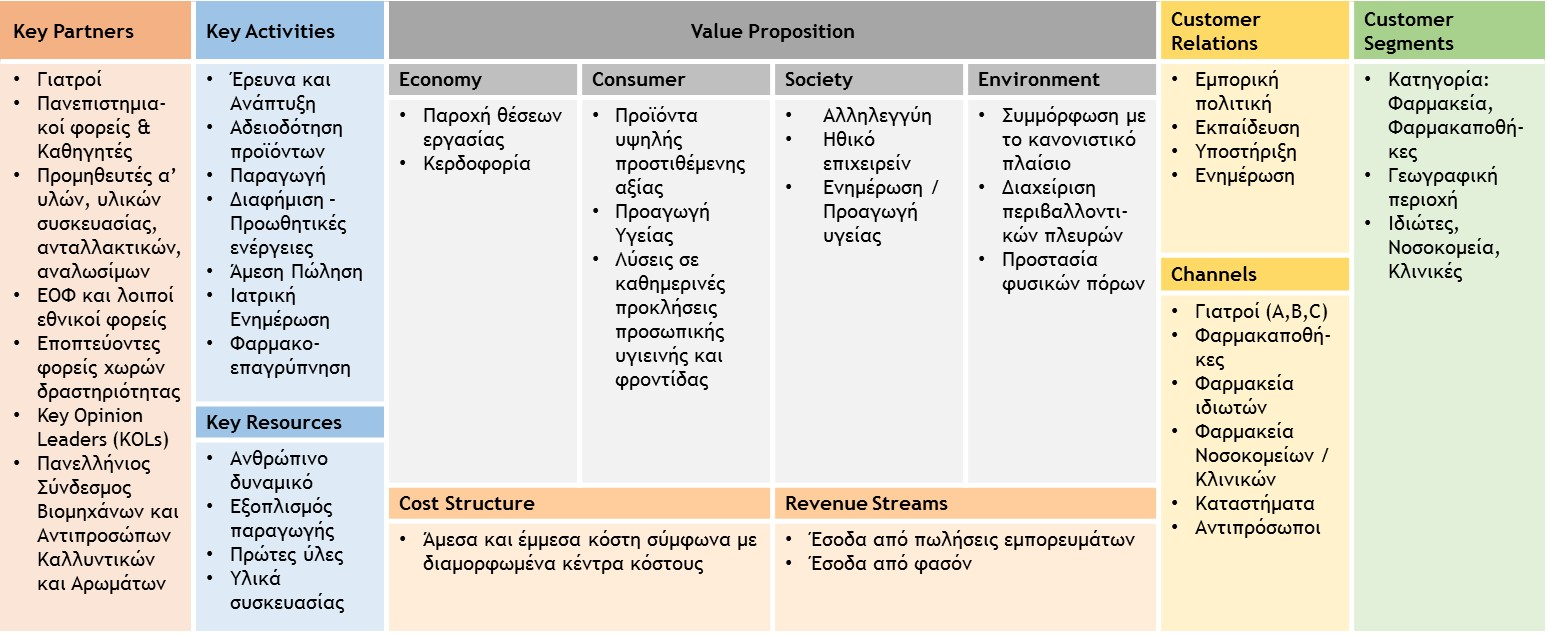 Key Partners
• Γιατροί
• Πανεπιστημια-
κοί φορείς &
Καθηγητές
• Προμηθευτές α’
υλών, υλικών
συσκευασίας,
ανταλλακτικών,
αναλωσίμων
• ΕΟΦ και λοιποί
εθνικοί φορείς
• Εποπτεύοντες
φορείς χωρών
δραστηριότητας
• Key Opinion
Leaders (KOLs)
• Πανελλήνιος
Σύνδεσμος
Βιομηχάνων και
Αντιπροσώπων
Καλλυντικών
και Αρωμάτων
Key Activities
• Έρευνα και
Ανάπτυξη
• Αδειοδότηση
προϊόντων
• Παραγωγή
• Διαφήμιση -
Προωθητικές
ενέργειες
• Άμεση Πώληση
• Ιατρική
Ενημέρωση
• Φαρμακο-
επαγρύπνηση
Key Resources
• Ανθρώπινο
δυναμικό
• Εξοπλισμός
παραγωγής
• Πρώτες ύλες
• Υλικά
συσκευασίας
Value Proposition
Economy
• Παροχή θέσεων
εργασίας
• Κερδοφορία
Consumer
• Προϊόντα
υψηλής
προστιθέμενης
αξίας
• Προαγωγή
Υγείας
• Λύσεις σε
καθημερινές
προκλήσεις
προσωπικής
υγιεινής και
φροντίδας
Society
• Αλληλεγγύη
• Ηθικό
επιχειρείν
• Ενημέρωση /
Προαγωγή
υγείας
Environment
• Συμμόρφωση με
το κανονιστικό
πλαίσιο
• Διαχείριση
περιβαλλοντι-
κών πλευρών
• Προστασία
φυσικών πόρων
Cost Structure
• Άμεσα και έμμεσα κόστη σύμφωνα με
διαμορφωμένα κέντρα κόστους
Revenue Streams
• Έσοδα από πωλήσεις εμπορευμάτων
• Έσοδα από φασόν
Customer
Relations
• Εμπορική
πολιτική
• Εκπαίδευση
• Υποστήριξη
• Ενημέρωση
Channels
• Γιατροί (A,B,C)
• Φαρμακαποθή-
κες
• Φαρμακεία
ιδιωτών
• Φαρμακεία
Νοσοκομείων /
Κλινικών
• Καταστήματα
• Αντιπρόσωποι
Customer
Segments
• Κατηγορία:
Φαρμακεία,
Φαρμακαποθή-
κες
• Γεωγραφική
περιοχή
• Ιδιώτες,
Νοσοκομεία,
Κλινικές